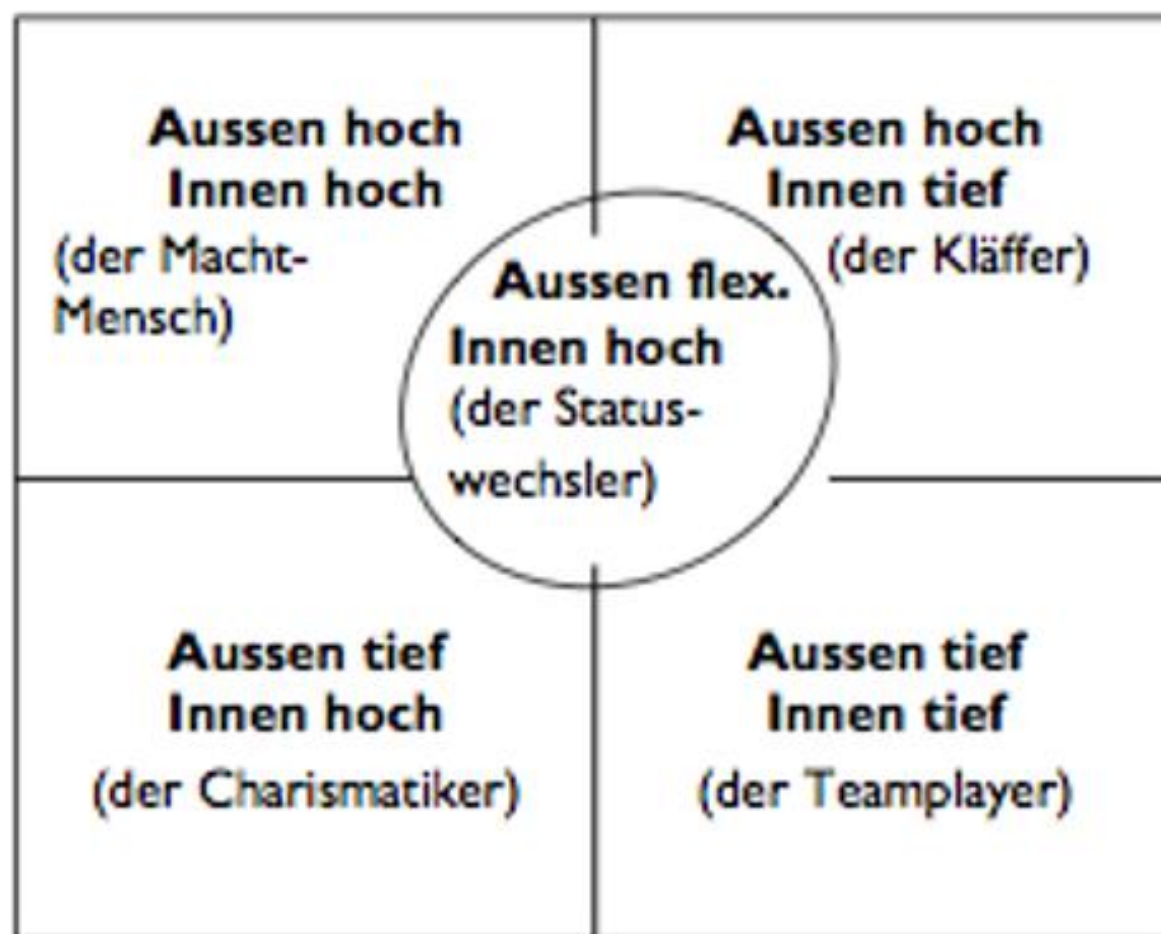 Aussen hoch
Innen hoch
(der Macht-
Mensch)
Aussen hoch
Innen tief
(der Kläffer)
Aussen flex.
Innen hoch
(der Status-
wechsler)
Aussen tief
Innen hoch
(der Charismatiker)
Aussen tief
Innen tief
(der Teamplayer)